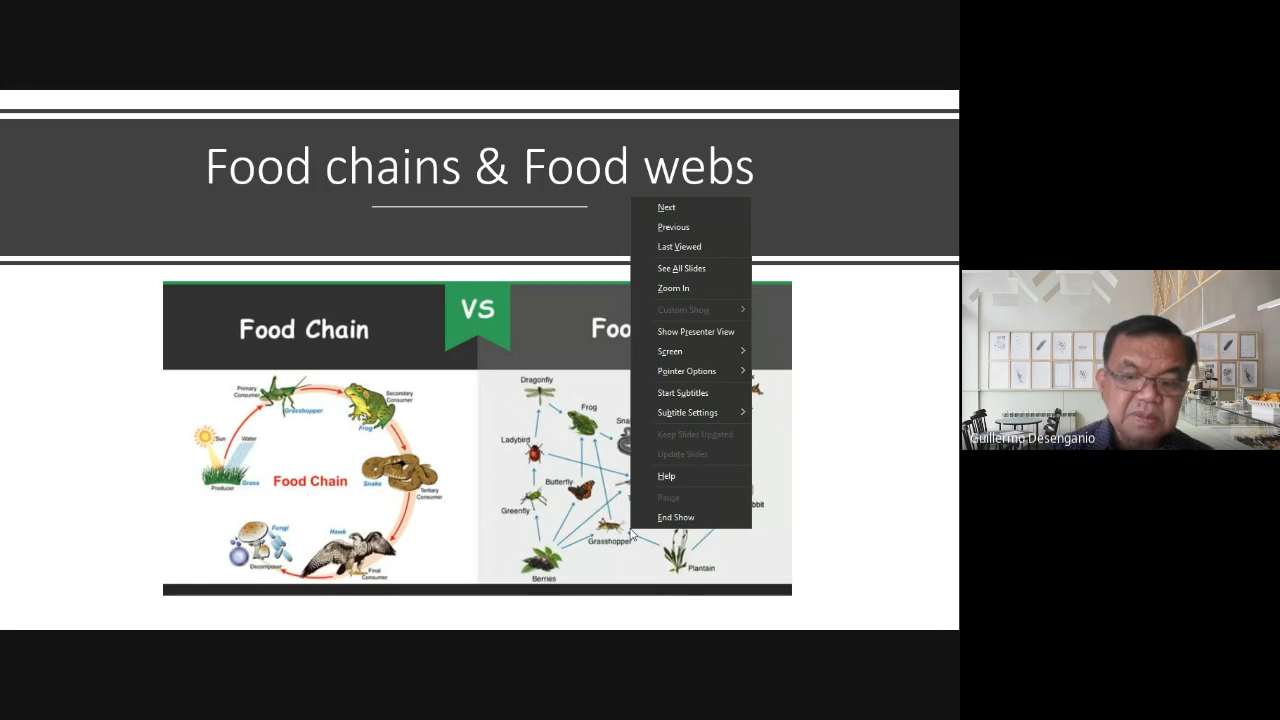 Food chains & Food webs
VS
Food Chain
Foo
Next
Previous
Last Viewed
See All Slides
Zoom In
Custom Show
Show Presenter View
Screen
Pointer Options
Start Subtitles
Subtitle Settings
Keep Slides Updated
Update Slides
Help
Pause
End Show
Primary
Consumer
Grasshopper
Secondary
Consumer
Frog
Sun
Water
Producer
Grass
Food Chain
Snake
Tertiary
Consumer
Fungi
Decomposer
Hawk
Final
Consumer
Dragonfly
Frog
Ladybird
Butterfly
Greenfly
Grasshopper
Berries
Plantain
Guillermo Desenganio